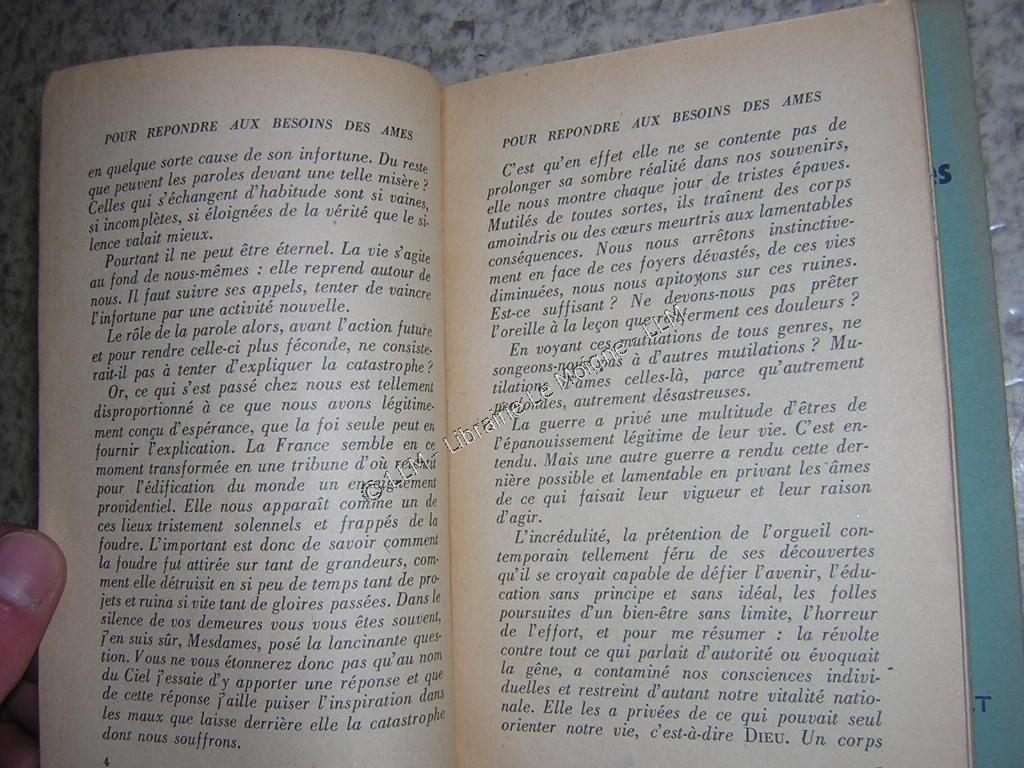 POUR REPONDRE AUX BESOINS DES AMES
en quelque sorte cause de son infortune. Du reste
que peuvent les paroles devant une telle misère ?
Celles qui s'échangent d'habitude sont si vaines,
si incomplètes, si éloignées de la vérité que le si-
lence valait mieux.
Pourtant il ne peut être éternel. La vie s'agite
au fond de nous-mêmes : elle reprend autour de
nous. Il faut suivre ses appels, tenter de vaincre
l'infortune par une activité nouvelle.
Le rôle de la parole alors, avant l'action future
et pour rendre celle-ci plus féconde, ne consiste-
rait-il pas à tenter d'expliquer la catastrophe ?
Or, ce qui s'est passé chez nous est tellement
disproportionné à ce que nous avons légitime-
ment conçu d'espérance, que la foi seule peut en
fournir l'explication. La France semble en ce
moment transformée en une tribune d'où
pour l'édification du monde un enseignement
providentiel. Elle nous apparaît comme un de
ces lieux tristement solennels et frappés de la
foudre. L'important est donc de savoir comment
la foudre fut attirée sur tant de grandeurs, com-
ment elle détruisit en si peu de temps tant de pro-
jets et ruina si vite tant de gloires passées. Dans le
silence de vos demeures vous vous êtes souvent,
j'en suis sûr, Mesdames, posé la lancinante ques-
tion. Vous ne vous étonnerez donc pas qu'au nom
du Ciel j'essaie d'y apporter une réponse et que
de cette réponse j'aille puiser l'inspiration dans
les maux que laisse derrière elle la catastrophe
dont nous souffrons.
4
POUR REPONDRE AUX BESOINS DES AMES
C'est qu'en effet elle ne se contente pas de
prolonger sa sombre réalité dans nos souvenirs,
elle nous montre chaque jour de tristes épaves.
Mutilés de toutes sortes, ils traînent des corps
amoindris ou des cœurs meurtris aux lamentables
conséquences. Nous nous arrêtons instinctive-
ment en face de ces foyers dévastés, de ces vies
diminuées, nous nous apitoyons sur ces ruines.
Est-ce suffisant ? Ne devons-nous pas prêter
l'oreille à la leçon que renferment ces douleurs ?
En voyant ces mutilations de tous genres, ne
songeons-nous pas à d'autres mutilations ? Mu-
tilations d'âmes celles-là, parce qu'autrement
profondes, autrement désastreuses.
La guerre a privé une multitude d'êtres de
l'épanouissement légitime de leur vie. C'est en-
tendu. Mais une autre guerre a rendu cette der-
nière possible et lamentable en privant les âmes
de ce qui faisait leur vigueur et leur raison
d'agir.
L'incrédulité, la prétention de l'orgueil con-
temporain tellement féru de ses découvertes
qu'il se croyait capable de défier l'avenir, l'édu-
cation sans principe et sans idéal, les folles
poursuites d'un bien-être sans limite, l'horreur
de l'effort, et pour me résumer : la révolte
contre tout ce qui parlait d'autorité ou évoquait
la gêne, a contaminé nos consciences indivi-
duelles et restreint d'autant notre vitalité natio-
nale. Elle les a privées de ce qui pouvait seul
orienter notre vie, c'est-à-dire DIEU. Un corps
es
ET
© LLM - Librairie Le Moigne - LLM